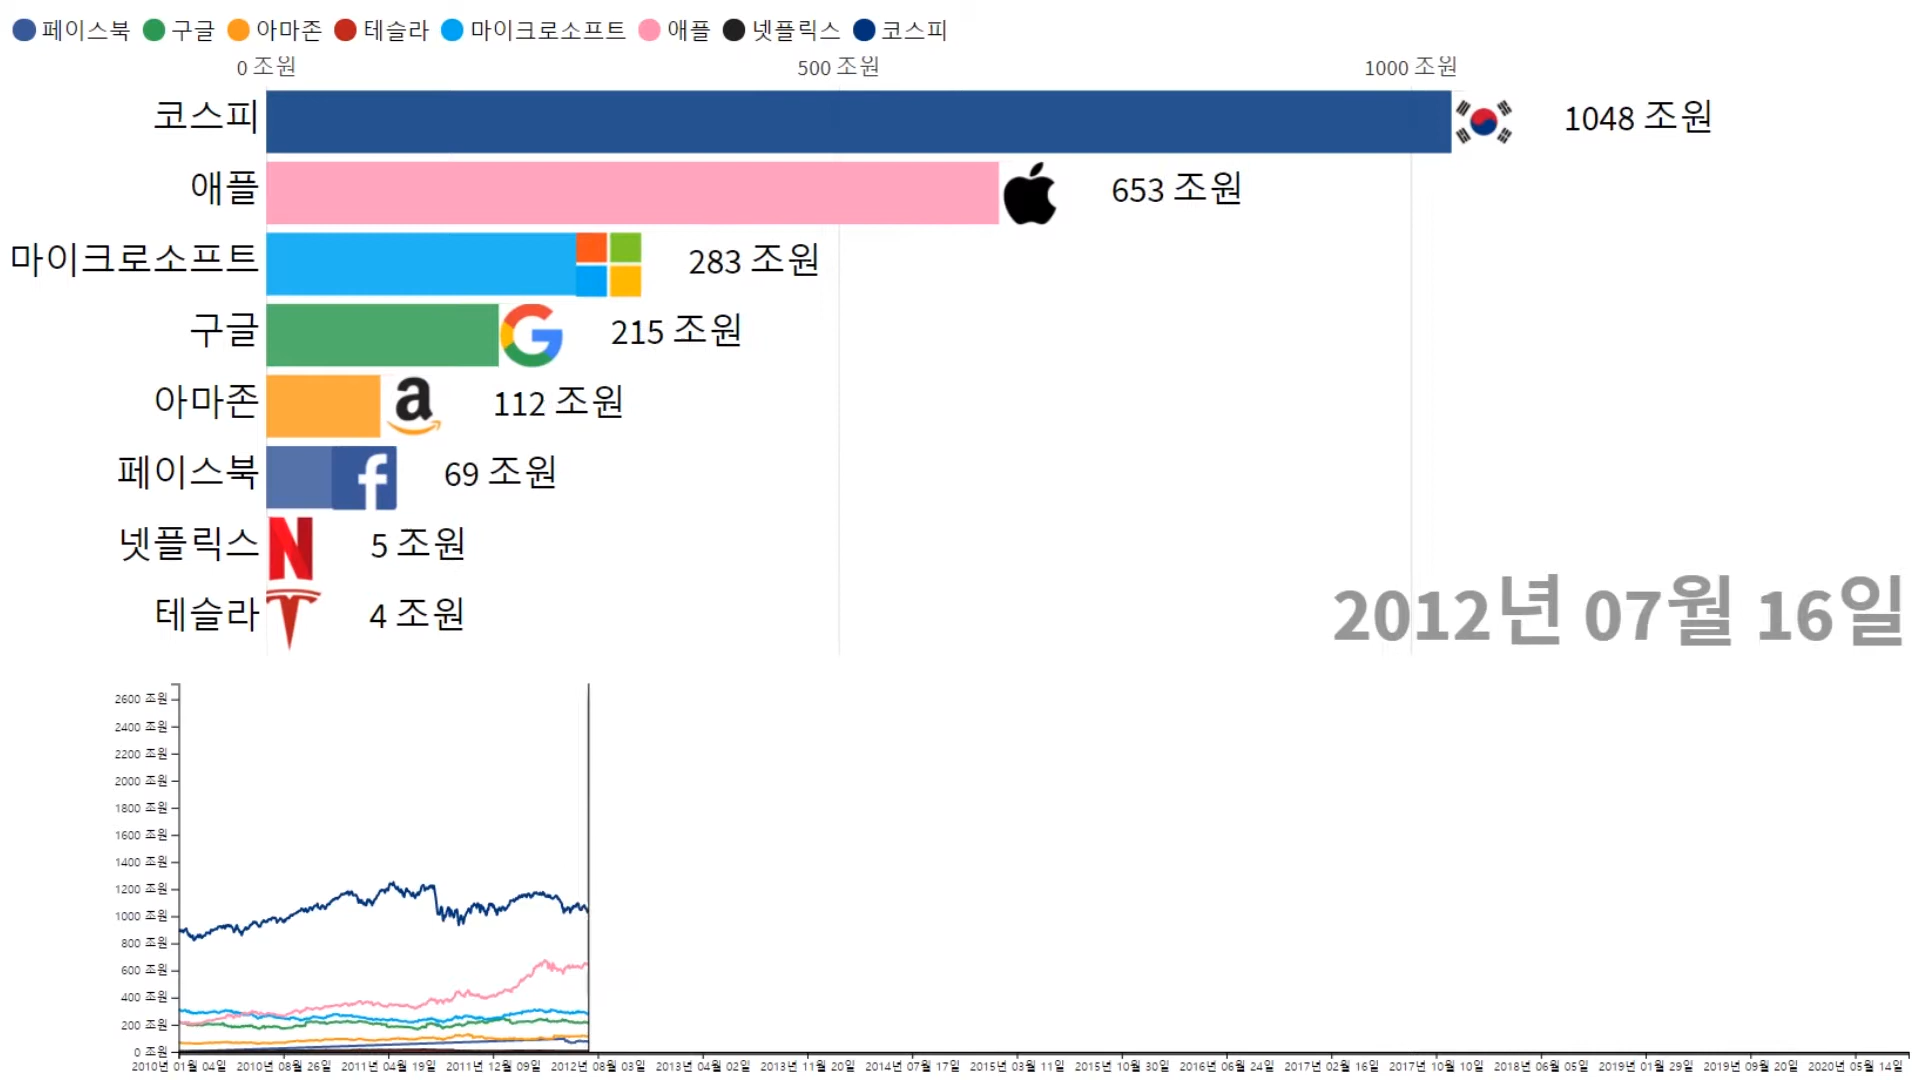 페이스북 구글 아마존 테슬라 마이크로소프트 애플 넷플릭스 코스피
0 조원 500 조원 1000 조원
코스피 1048 조원
애플 653 조원
마이크로소프트 283 조원
구글 215 조원
아마존 a 112 조원
페이스북 f 69 조원
넷플릭스 N 5 조원
테슬라 4 조원
2012년 07월 16일
2600 조원
2400 조원
2200 조원
2000 조원
1800 조원
1600 조원
1400 조원
1200 조원
1000 조원
800 조원
600 조원
400 조원
200 조원
0 조원
2010년 01월 04일 2010년 08월 26일 2011년 04월 19일 2011년 12월 09일 2012년 08월 03일 2013년 04월 02일 2013년 11월 20일 2014년 07월 17일 2015년 03월 11일 2015년 10월 30일 2016년 06월 24일 2017년 02월 16일 2017년 10월 10일 2018년 06월 05일 2019년 01월 29일 2019년 09월 20일 2020년 05월 14일